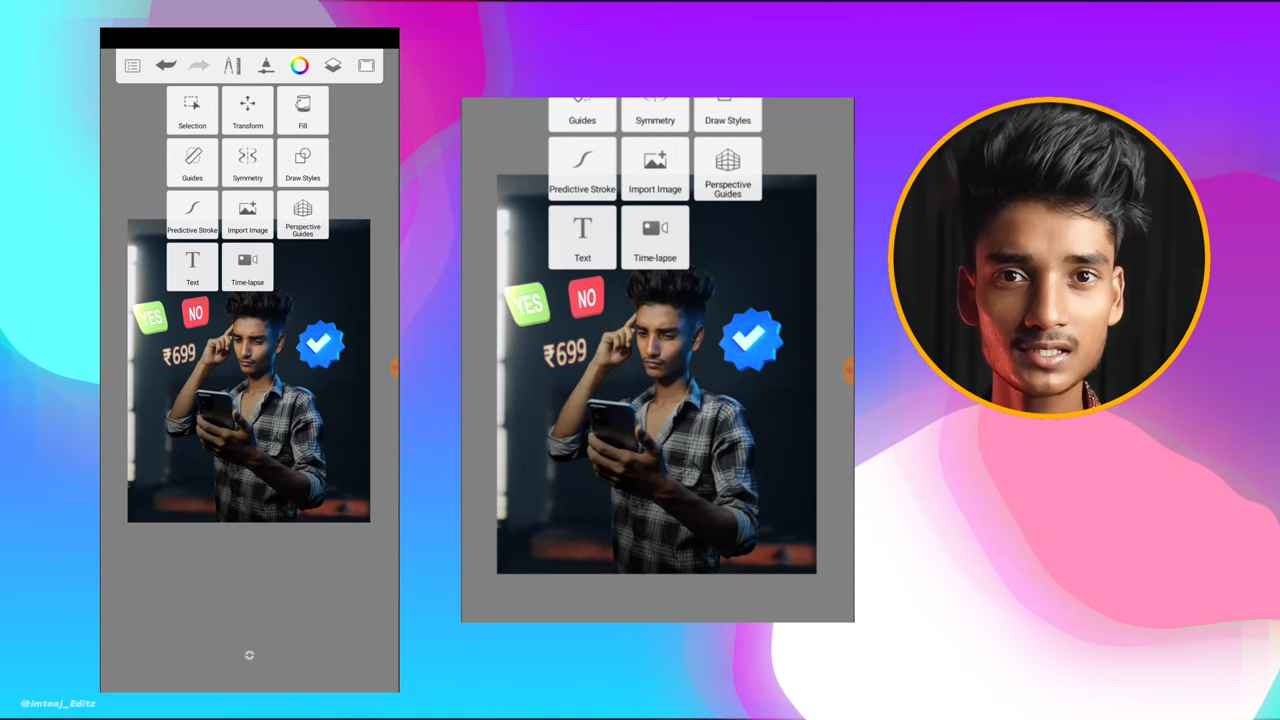 Selection Transform Fill
Guides Symmetry Draw Styles
Predictive Stroke Import Image Perspective Guides
Text Time-lapse
YES NO
₹699
Guides Symmetry Draw Styles
Predictive Stroke Import Image Perspective Guides
Text Time-lapse
YES NO
₹699
@imteaj_Editz